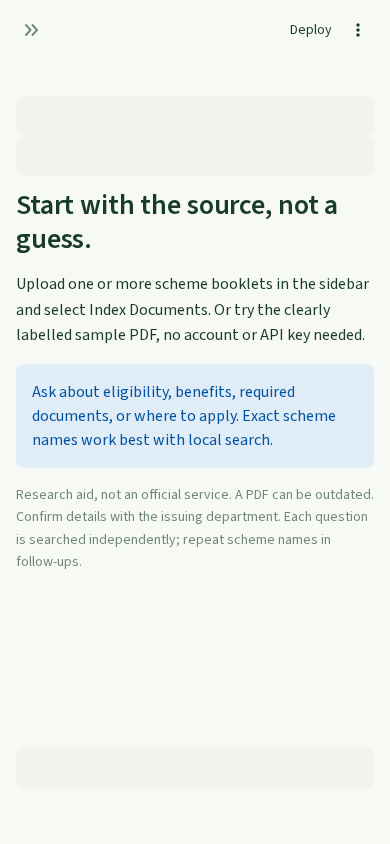 Deploy
Start with the source, not a
guess.
Upload one or more scheme booklets in the sidebar
and select Index Documents. Or try the clearly
labelled sample PDF, no account or API key needed.
Ask about eligibility, benefits, required
documents, or where to apply. Exact scheme
names work best with local search.
Research aid, not an official service. A PDF can be outdated.
Confirm details with the issuing department. Each question
is searched independently; repeat scheme names in
follow-ups.